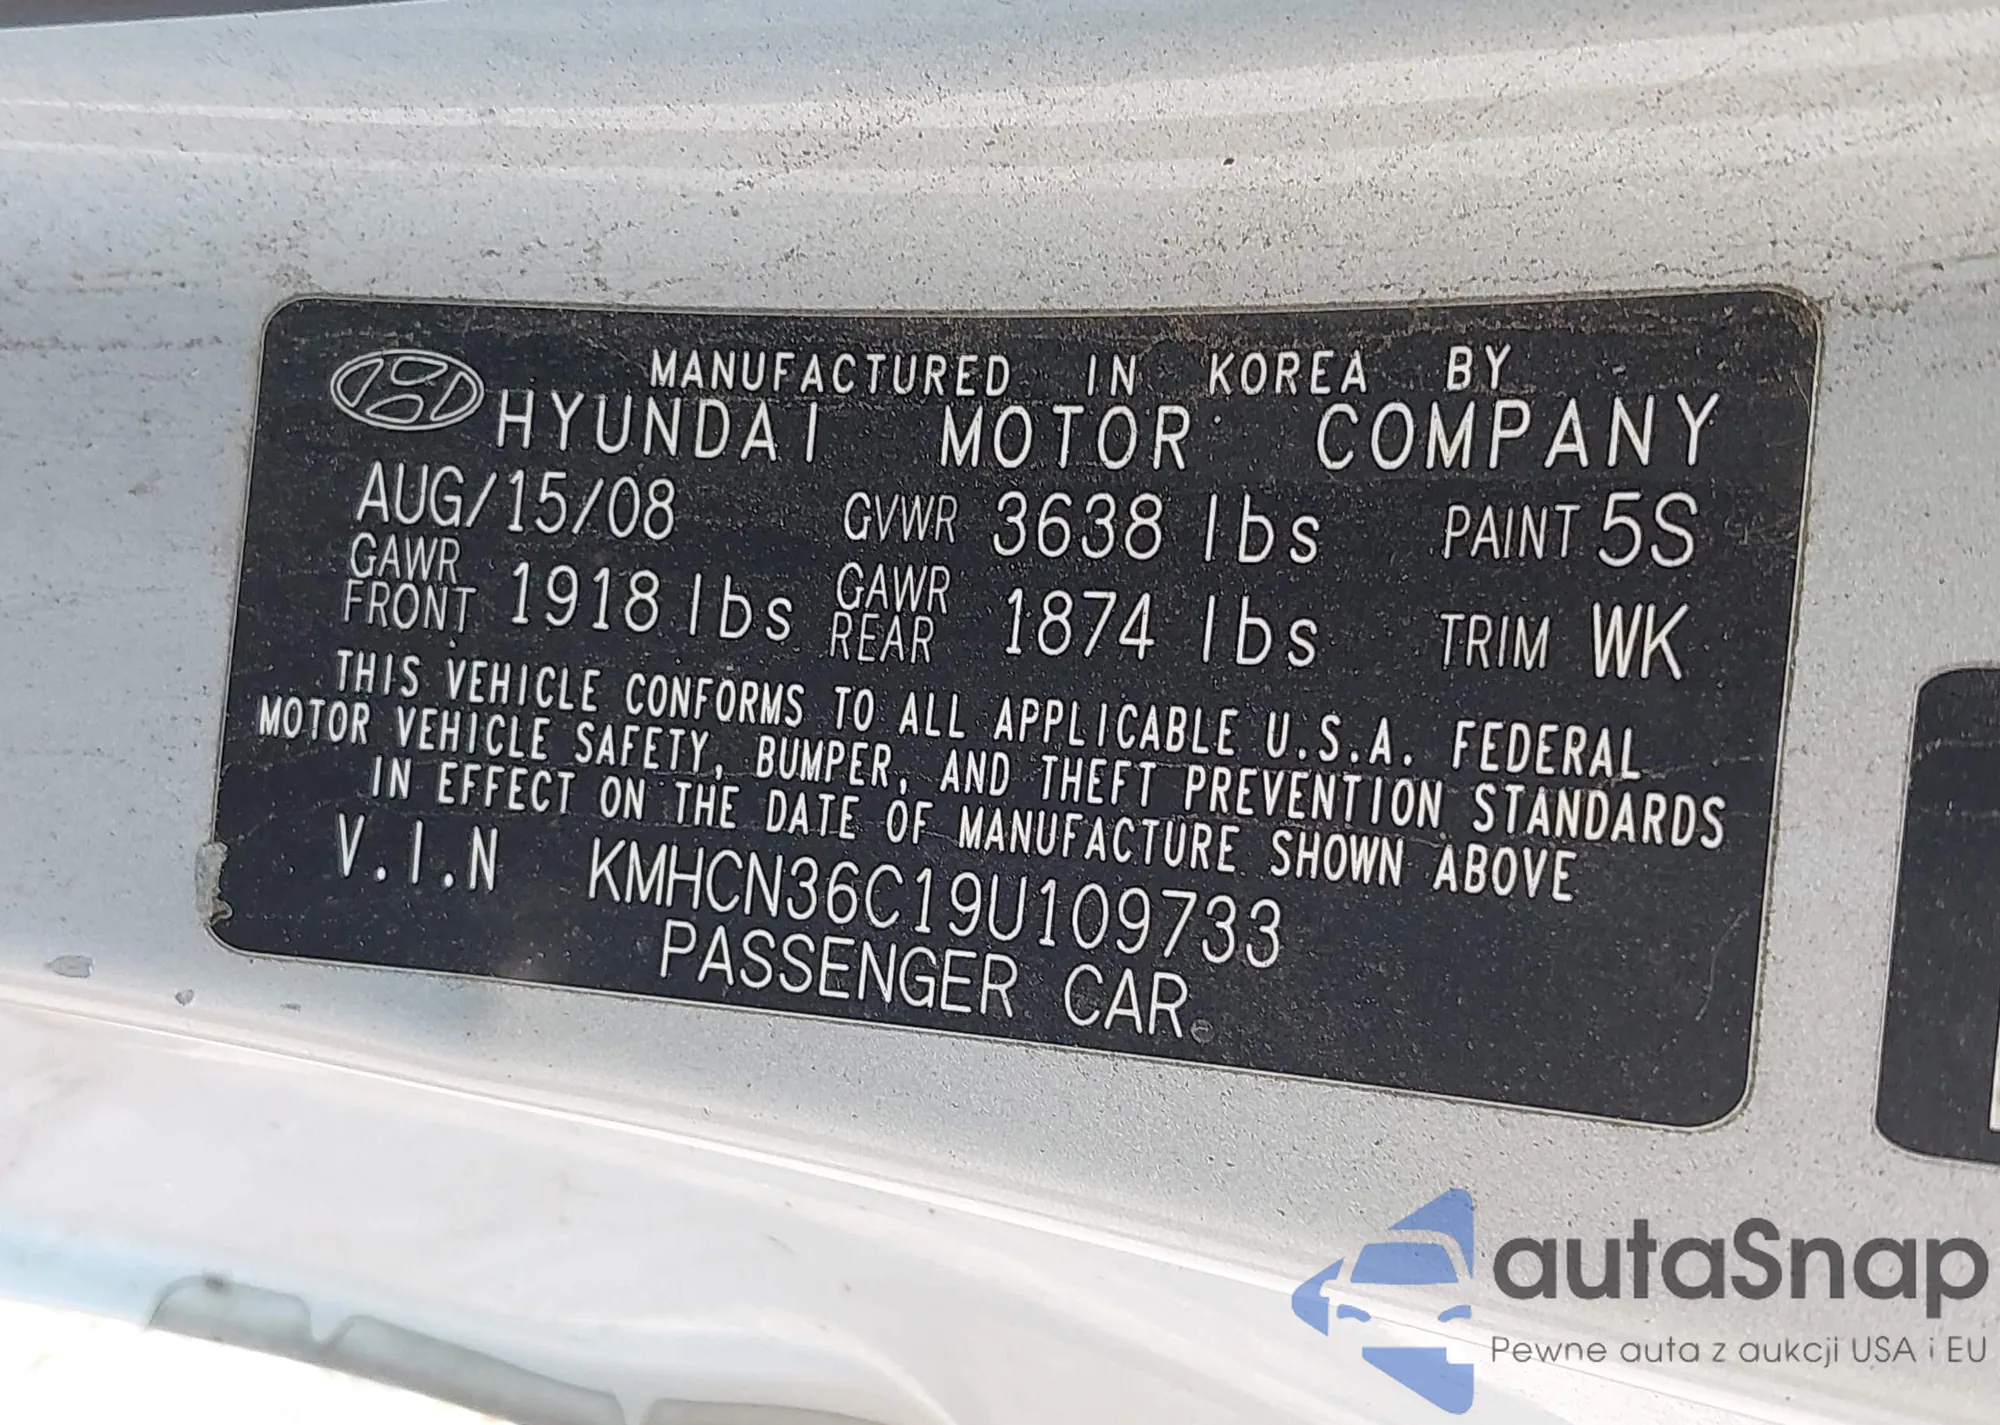 MANUFACTURED IN KOREA BY
HYUNDAI MOTOR COMPANY
AUG/15/08 GVWR 3638 lbs PAINT 5S
GAWR FRONT 1918 lbs GAWR REAR 1874 lbs TRIM WK
THIS VEHICLE CONFORMS TO ALL APPLICABLE U.S.A. FEDERAL
MOTOR VEHICLE SAFETY, BUMPER, AND THEFT PREVENTION STANDARDS
IN EFFECT ON THE DATE OF MANUFACTURE SHOWN ABOVE
V.I.N KMHCN36C19U109733
PASSENGER CAR
autaSnap
Pewne auta z aukcji USA i EU